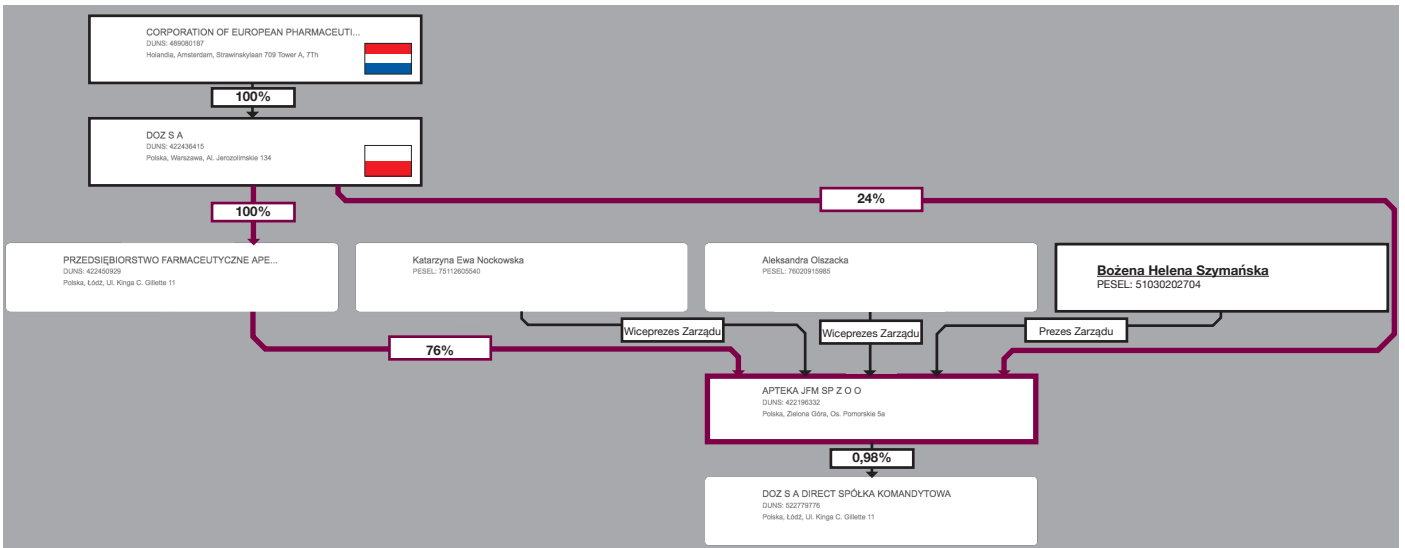 CORPORATION OF EUROPEAN PHARMACEUTI...
DUNS: 489080187
Holandia, Amsterdam, Strawinskylaan 709 Tower A, 7Th
100%
DOZ S A
DUNS: 422436415
Polska, Warszawa, Al. Jerozolimskie 134
24%
100%
PRZEDSIĘBIORSTWO FARMACEUTYCZNE APE...
DUNS: 422450929
Polska, Łódź, Ul. Kinga C. Gillette 11
Katarzyna Ewa Nockowska
PESEL: 75112605540
Aleksandra Olszacka
PESEL: 76020915985
Bożena Helena Szymańska
PESEL: 51030202704
Wiceprezes Zarządu
Wiceprezes Zarządu
Prezes Zarządu
76%
APTEKA JFM SP Z O O
DUNS: 422196332
Polska, Zielona Góra, Os. Pomorskie 5a
0,98%
DOZ S A DIRECT SPÓŁKA KOMANDYTOWA
DUNS: 522779776
Polska, Łódź, Ul. Kinga C. Gillette 11